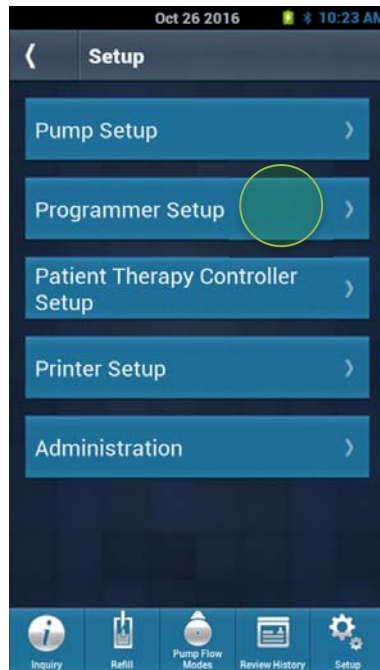 Oct 26 2016 10:23 AM
Setup
Pump Setup
Programmer Setup
Patient Therapy Controller
Setup
Printer Setup
Administration
Inquiry
Refill
Pump Flow
Modes
Review History
Setup